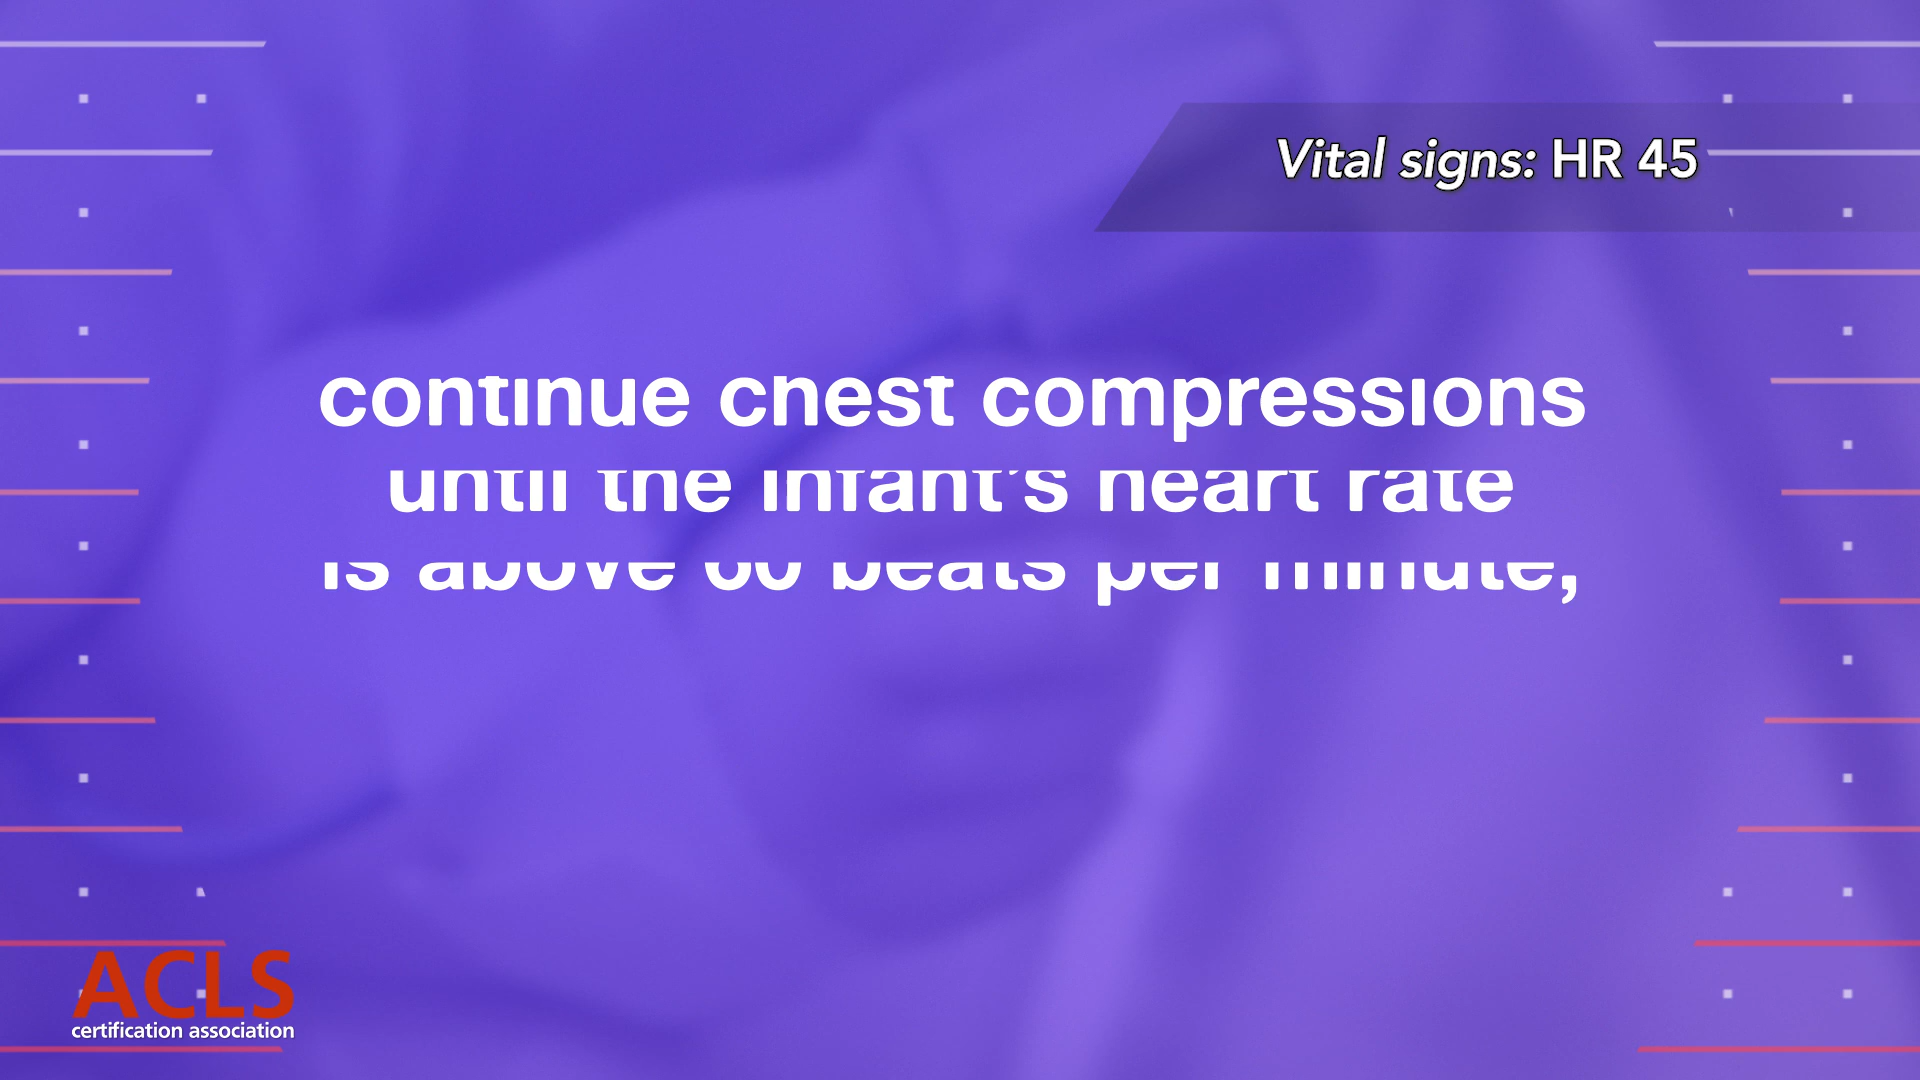 Vital signs: HR 45
continue chest compressions
until the infant's heart rate
is above 60 beats per minute,
ACLS
certification association